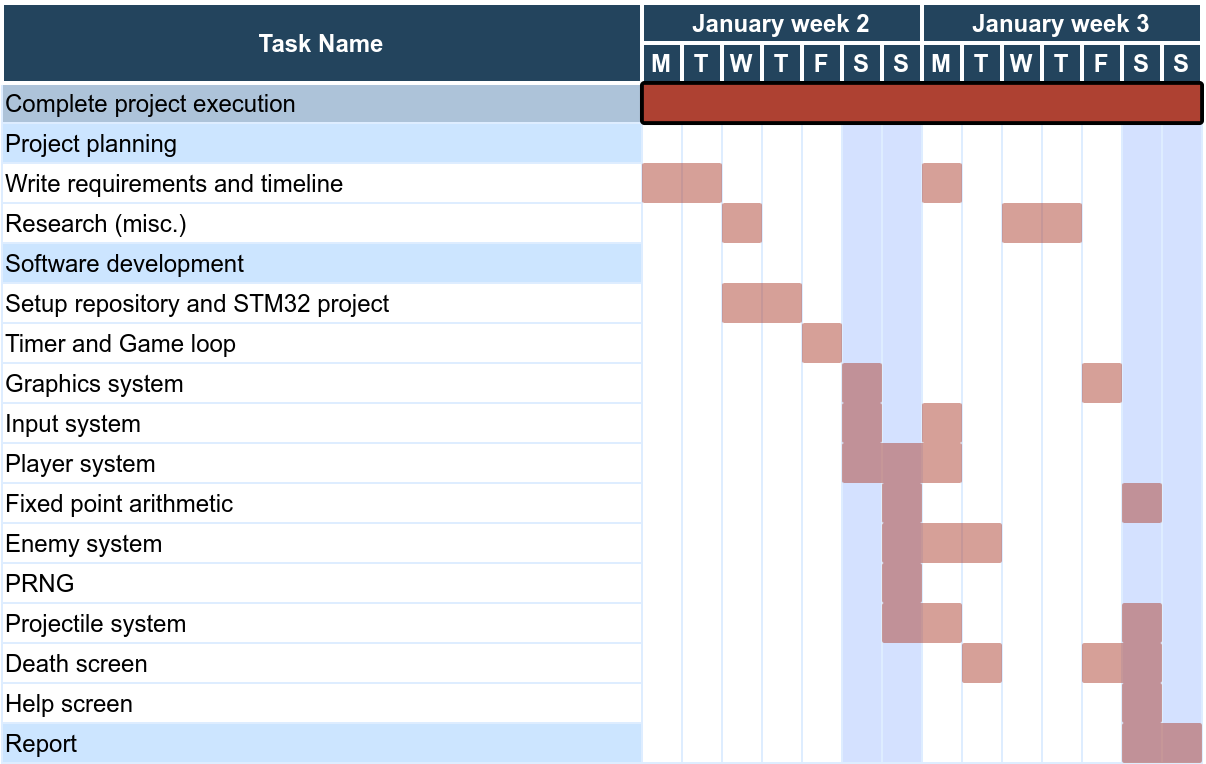 Task Name
January week 2 January week 3
M T W T F S S M T W T F S S
Complete project execution
Project planning
Write requirements and timeline
Research (misc.)
Software development
Setup repository and STM32 project
Timer and Game loop
Graphics system
Input system
Player system
Fixed point arithmetic
Enemy system
PRNG
Projectile system
Death screen
Help screen
Report